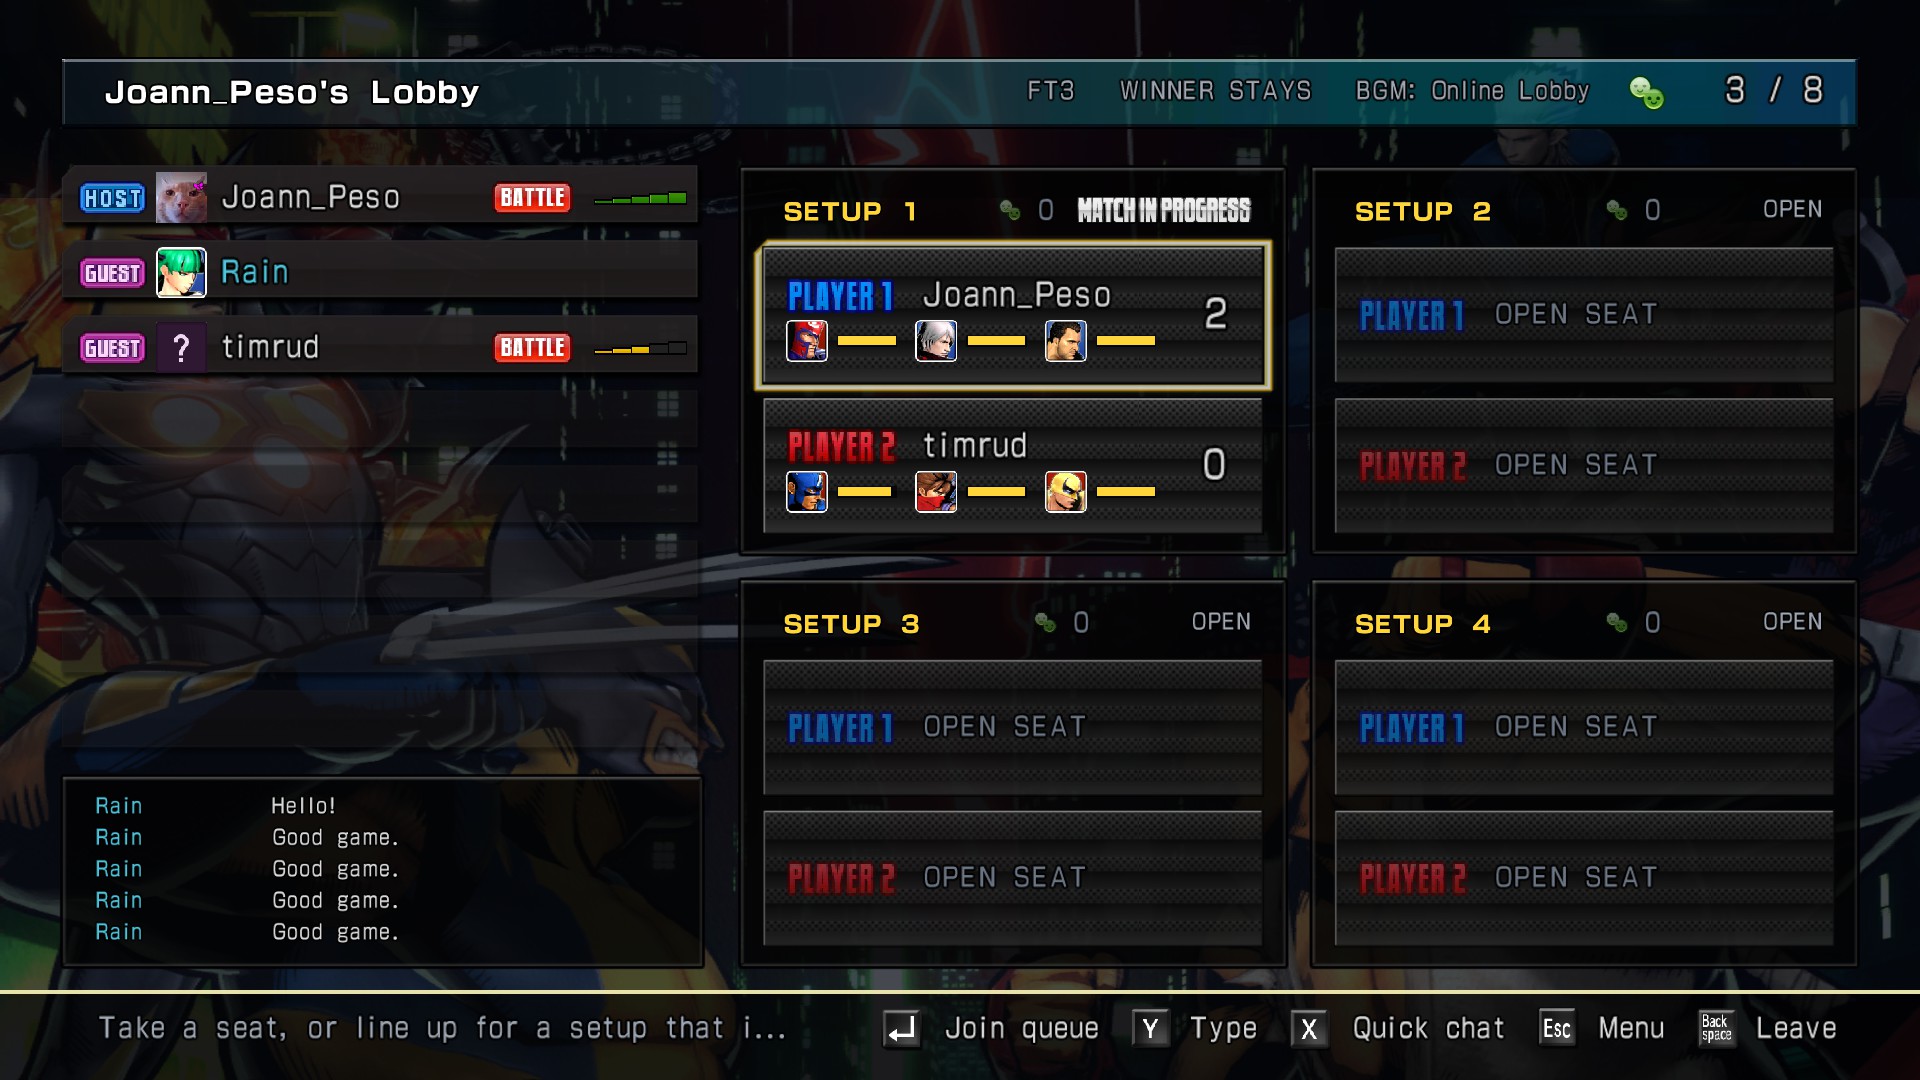 Joann_Peso's Lobby
FT3 WINNER STAYS BGM: Online Lobby 3 / 8
HOST Joann_Peso BATTLE
GUEST Rain
GUEST ? timrud BATTLE
SETUP 1 0 MATCH IN PROGRESS
PLAYER 1 Joann_Peso 2
PLAYER 2 timrud 0
SETUP 2 0 OPEN
PLAYER 1 OPEN SEAT
PLAYER 2 OPEN SEAT
SETUP 3 0 OPEN
PLAYER 1 OPEN SEAT
PLAYER 2 OPEN SEAT
SETUP 4 0 OPEN
PLAYER 1 OPEN SEAT
PLAYER 2 OPEN SEAT
Rain Hello!
Rain Good game.
Rain Good game.
Rain Good game.
Rain Good game.
Take a seat, or line up for a setup that i...
Join queue Y Type X Quick chat Esc Menu Back space Leave